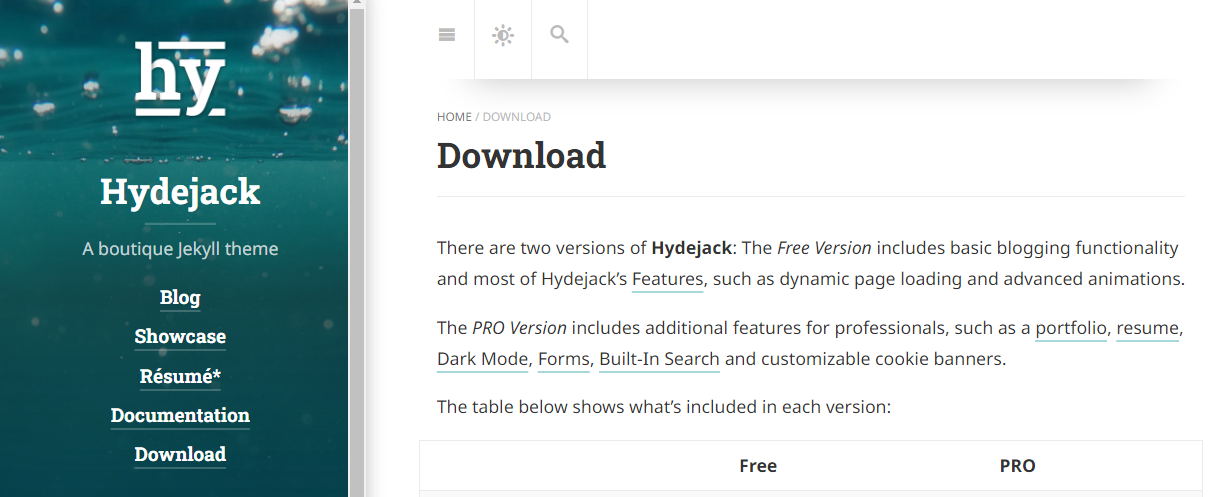 hy
Hydejack
A boutique Jekyll theme
Blog
Showcase
Résumé*
Documentation
Download
HOME / DOWNLOAD
Download
There are two versions of Hydejack: The Free Version includes basic blogging functionality
and most of Hydejack’s Features, such as dynamic page loading and advanced animations.
The PRO Version includes additional features for professionals, such as a portfolio, resume,
Dark Mode, Forms, Built-In Search and customizable cookie banners.
The table below shows what’s included in each version:
Free PRO